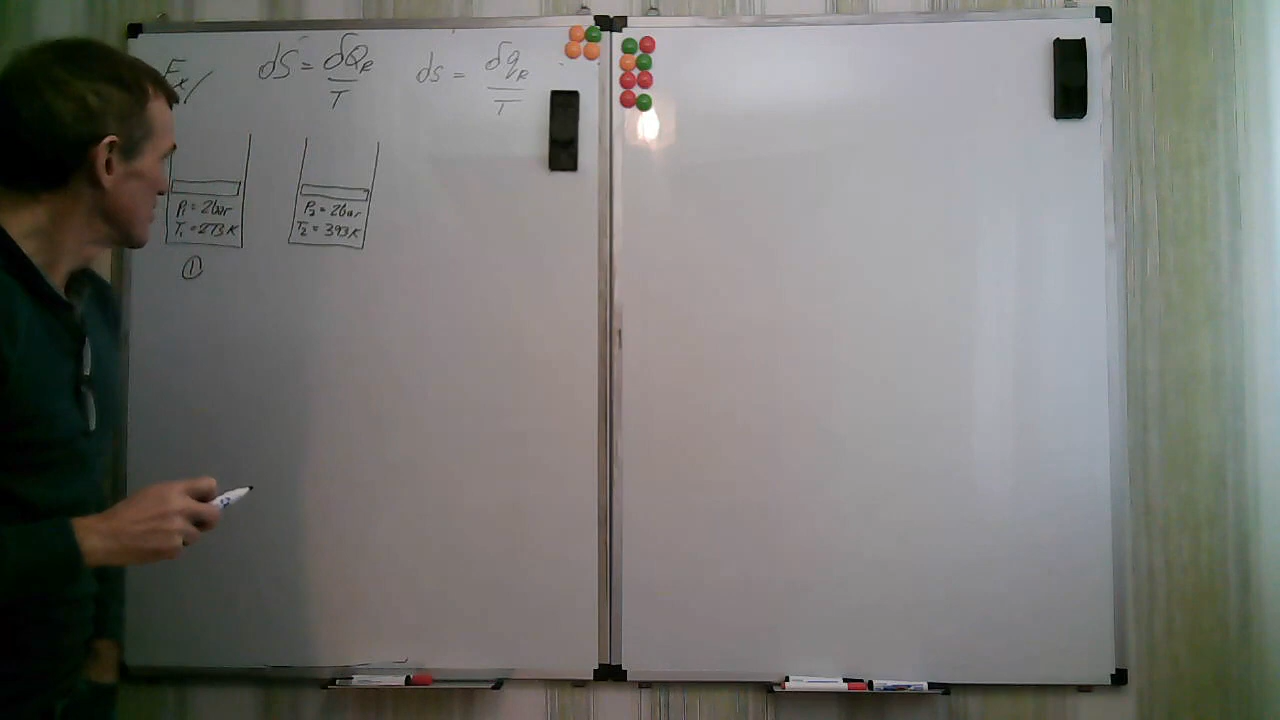 Ex/
dS = δQR/T
ds = δqR/T
P1 = 2bar
T1 = 273K
P2 = 2bar
T2 = 393K
①